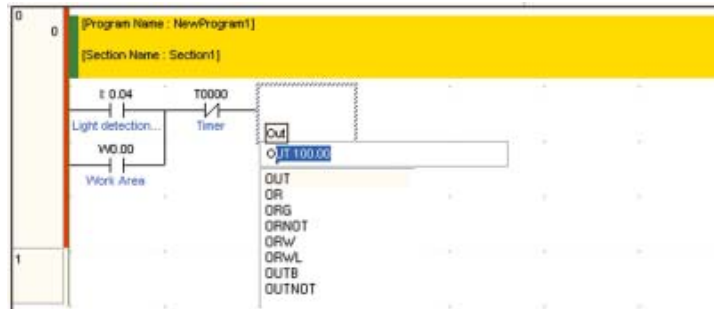 0
0
[Program Name : NewProgram1]
[Section Name : Section1]
I: 0.04
T0000
Light detection...
Timer
Out
OUT 100.00
W0.00
Work Area
OUT
OR
ORG
ORNOT
ORW
ORWL
OUTB
OUTNOT
1